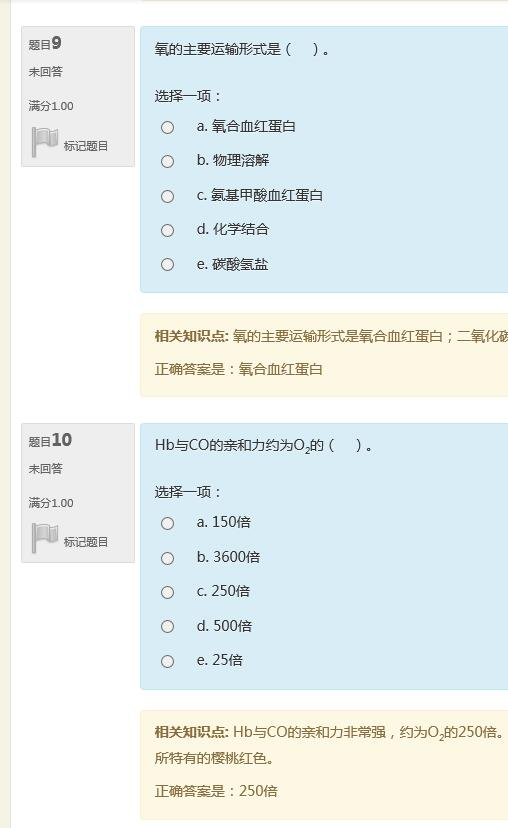 题目9
未回答
满分1.00
标记题目
氧的主要运输形式是（ ）。
选择一项：
a. 氧合血红蛋白
b. 物理溶解
c. 氨基甲酸血红蛋白
d. 化学结合
e. 碳酸氢盐
相关知识点: 氧的主要运输形式是氧合血红蛋白；二氧化碳
正确答案是：氧合血红蛋白
题目10
未回答
满分1.00
标记题目
Hb与CO的亲和力约为O₂的（ ）。
选择一项：
a. 150倍
b. 3600倍
c. 250倍
d. 500倍
e. 25倍
相关知识点: Hb与CO的亲和力非常强，约为O₂的250倍。
所特有的樱桃红色。
正确答案是：250倍